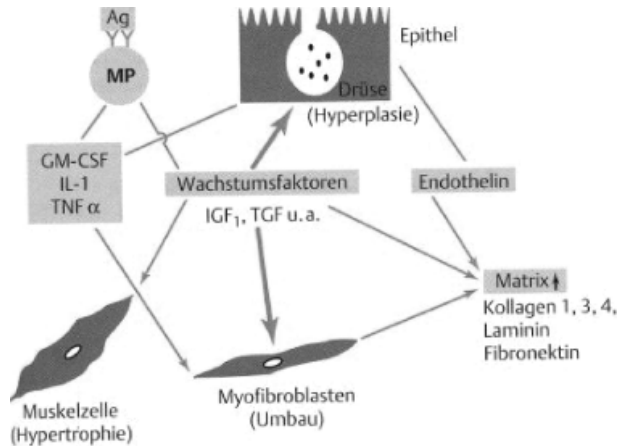 Ag
MP
Epithel
Drüse
(Hyperplasie)
GM-CSF
IL-1
TNF α
Wachstumsfaktoren
IGF₁, TGF u. a.
Endothelin
Matrix
Kollagen 1, 3, 4,
Laminin
Fibronektin
Muskelzelle
(Hypertrophie)
Myofibroblasten
(Umbau)